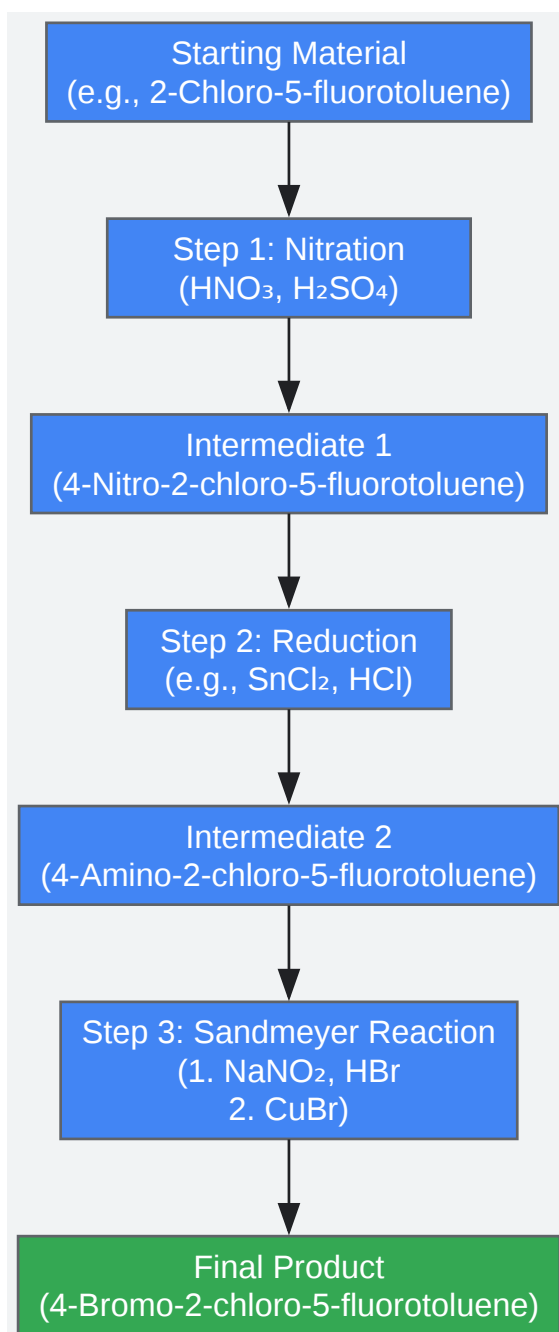 Starting Material
(e.g., 2-Chloro-5-fluorotoluene)
Step 1: Nitration
(HNO₃, H₂SO₄)
Intermediate 1
(4-Nitro-2-chloro-5-fluorotoluene)
Step 2: Reduction
(e.g., SnCl₂, HCl)
Intermediate 2
(4-Amino-2-chloro-5-fluorotoluene)
Step 3: Sandmeyer Reaction
(1. NaNO₂, HBr
2. CuBr)
Final Product
(4-Bromo-2-chloro-5-fluorotoluene)